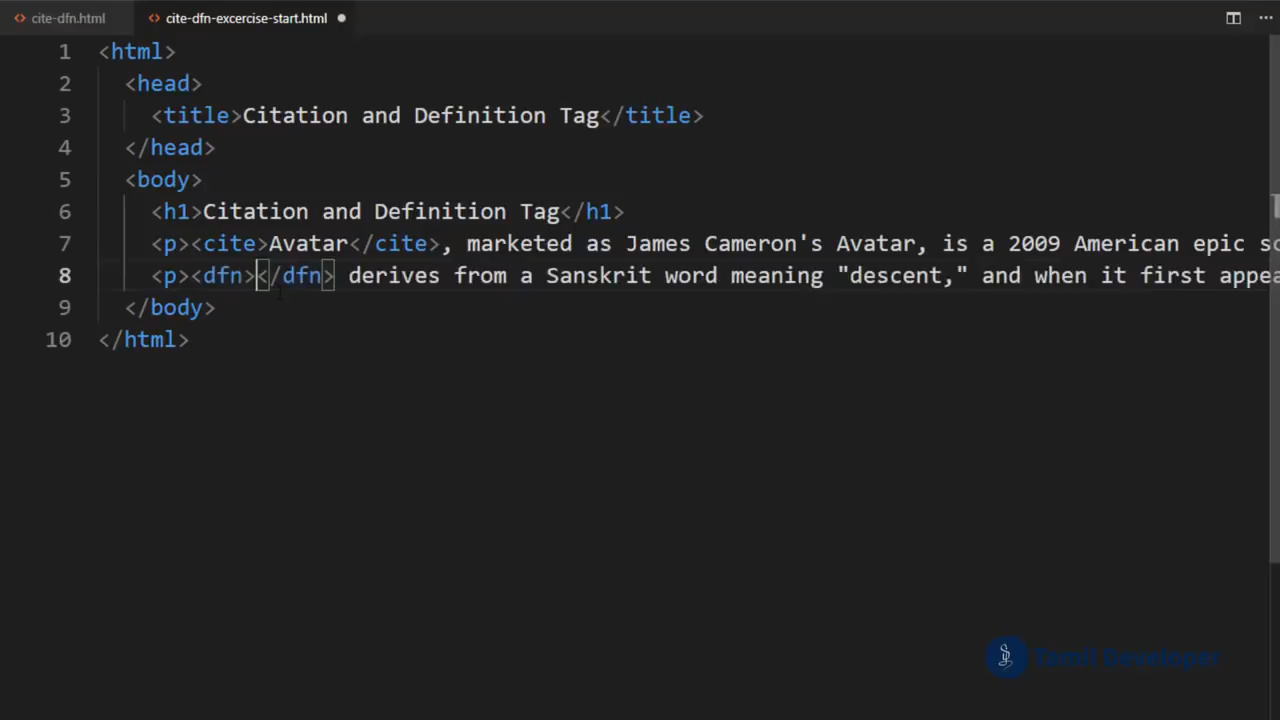 cite-dfn.html
cite-dfn-excercise-start.html
1 <html>
2 <head>
3 <title>Citation and Definition Tag</title>
4 </head>
5 <body>
6 <h1>Citation and Definition Tag</h1>
7 <p><cite>Avatar</cite>, marketed as James Cameron's Avatar, is a 2009 American epic
8 <p><dfn></dfn> derives from a Sanskrit word meaning "descent," and when it first
9 </body>
10 </html>
Tamil Developer